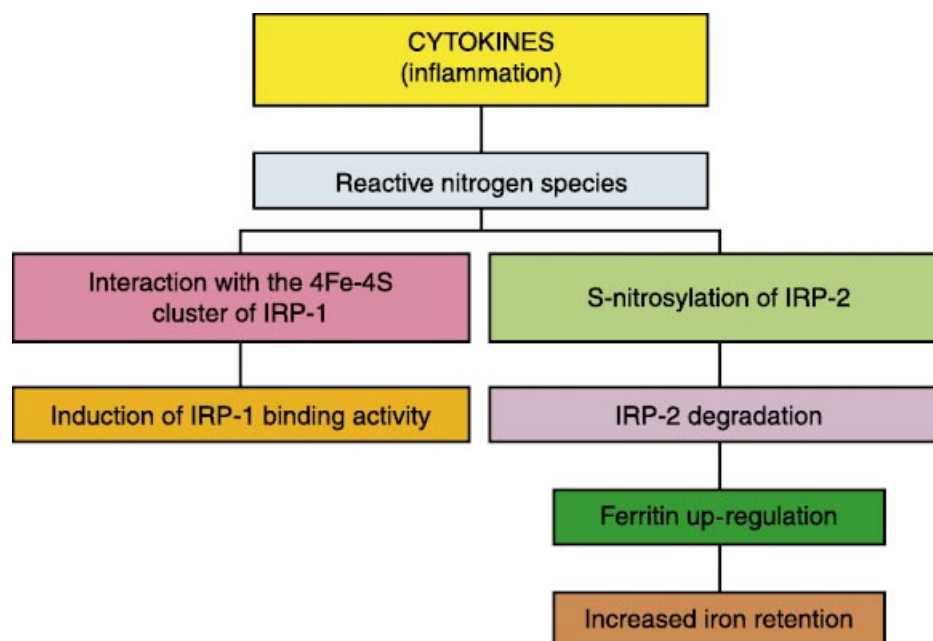 CYTOKINES
(inflammation)
Reactive nitrogen species
Interaction with the 4Fe-4S
cluster of IRP-1
S-nitrosylation of IRP-2
Induction of IRP-1 binding activity
IRP-2 degradation
Ferritin up-regulation
Increased iron retention